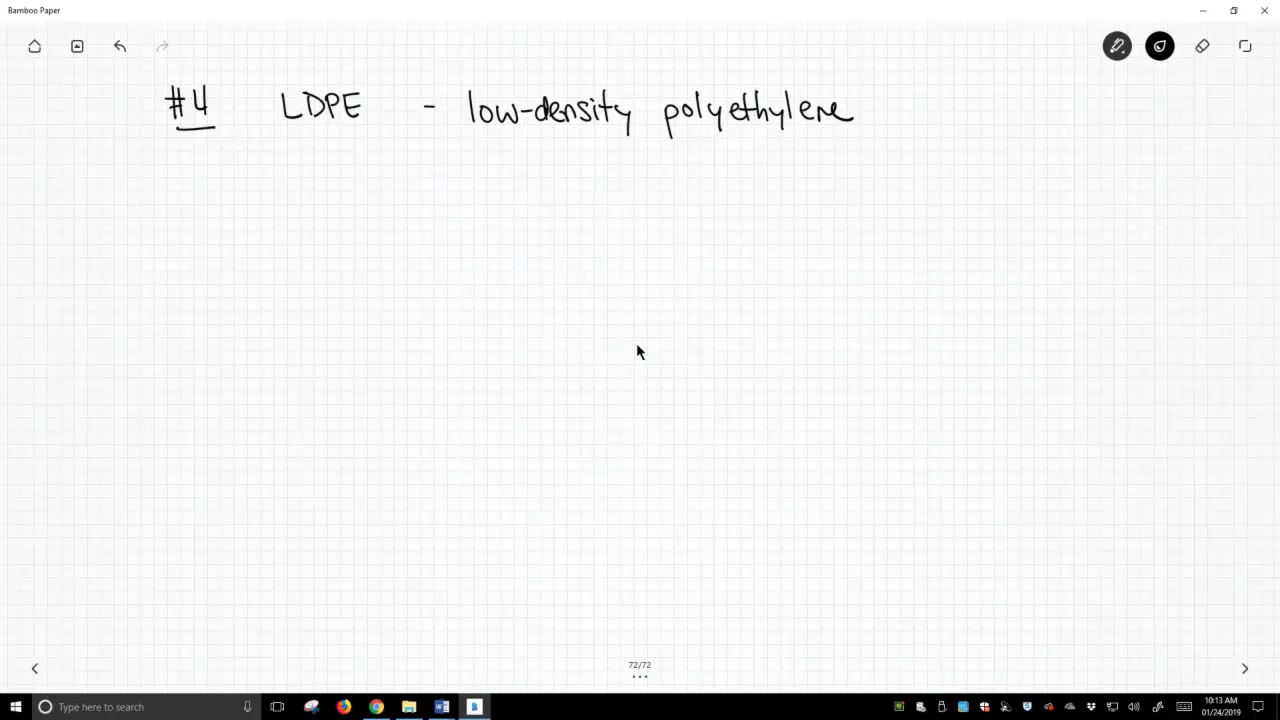 Bamboo Paper
#4 LDPE - low-density polyethylene
72/72
Type here to search
10:13 AM
01/24/2019